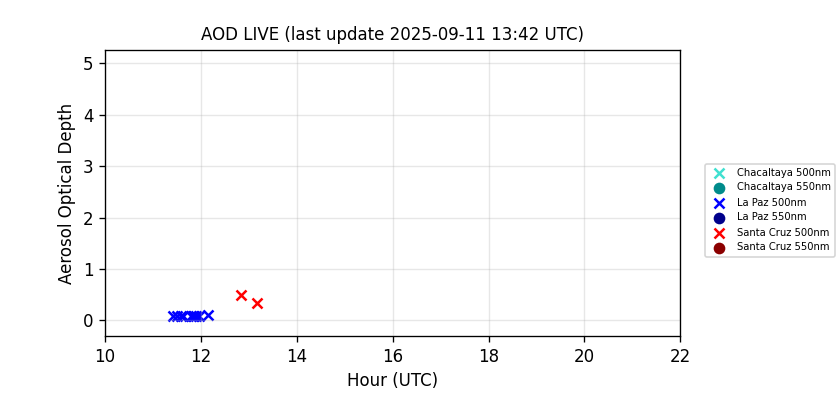 AOD LIVE (last update 2025-09-11 13:42 UTC)
Aerosol Optical Depth
5
4
3
2
1
0
10 12 14 16 18 20 22
Hour (UTC)
Chacaltaya 500nm
Chacaltaya 550nm
La Paz 500nm
La Paz 550nm
Santa Cruz 500nm
Santa Cruz 550nm